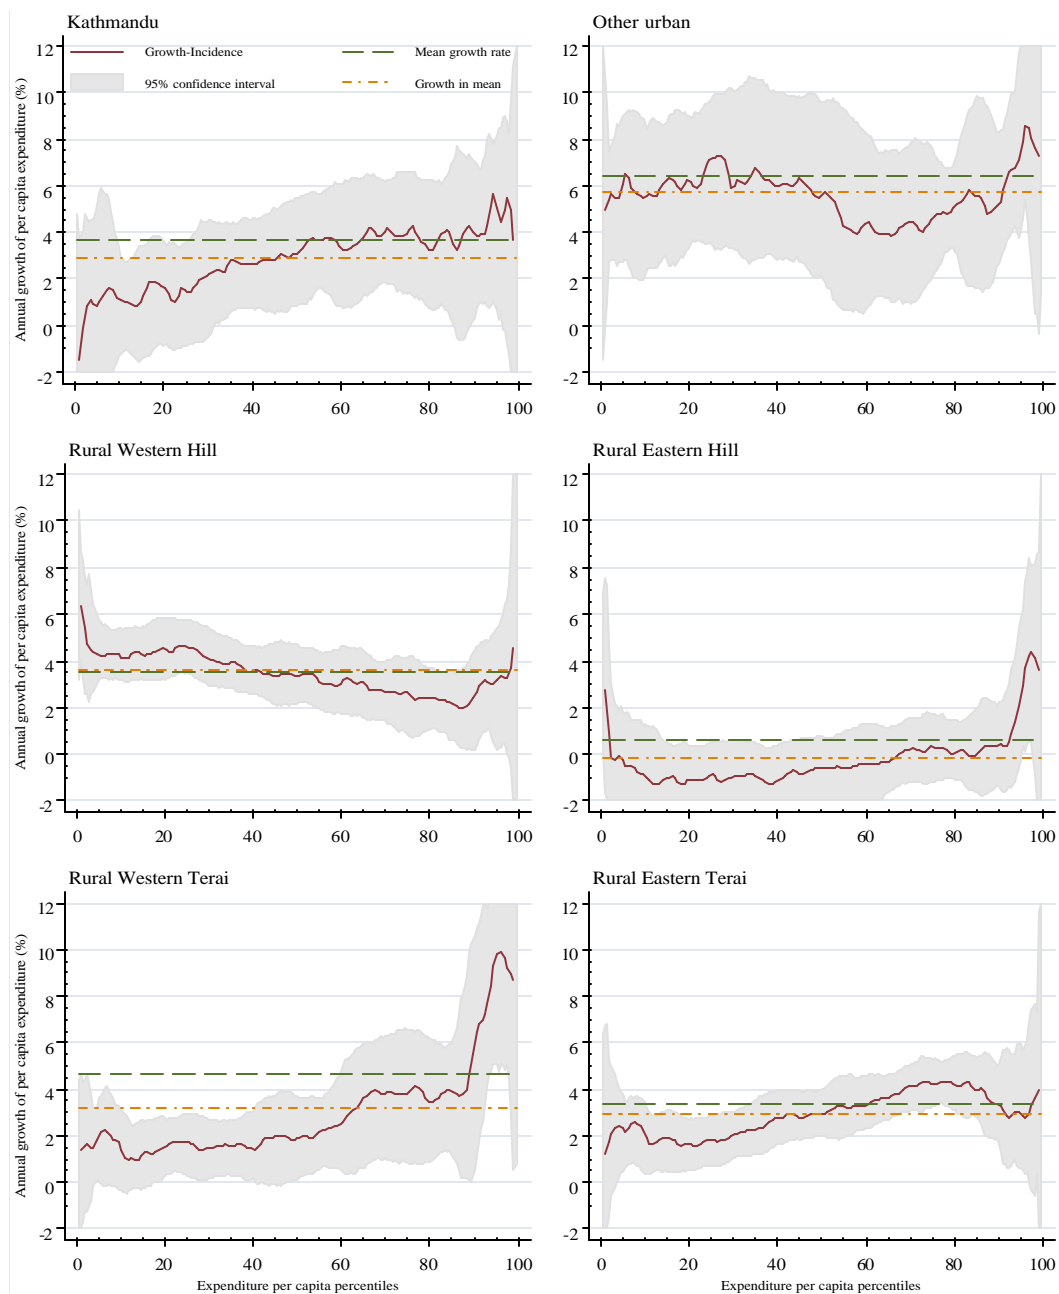 Kathmandu
Growth-Incidence
Mean growth rate
95% confidence interval
Growth in mean
Annual growth of per capita expenditure (%)
12
10
8
6
4
2
0
-2
0 20 40 60 80 100
Other urban
12
10
8
6
4
2
0
-2
0 20 40 60 80 100
Rural Western Hill
Annual growth of per capita expenditure (%)
12
10
8
6
4
2
0
-2
0 20 40 60 80 100
Rural Eastern Hill
12
10
8
6
4
2
0
-2
0 20 40 60 80 100
Rural Western Terai
Annual growth of per capita expenditure (%)
12
10
8
6
4
2
0
-2
0 20 40 60 80 100
Expenditure per capita percentiles
Rural Eastern Terai
12
10
8
6
4
2
0
-2
0 20 40 60 80 100
Expenditure per capita percentiles